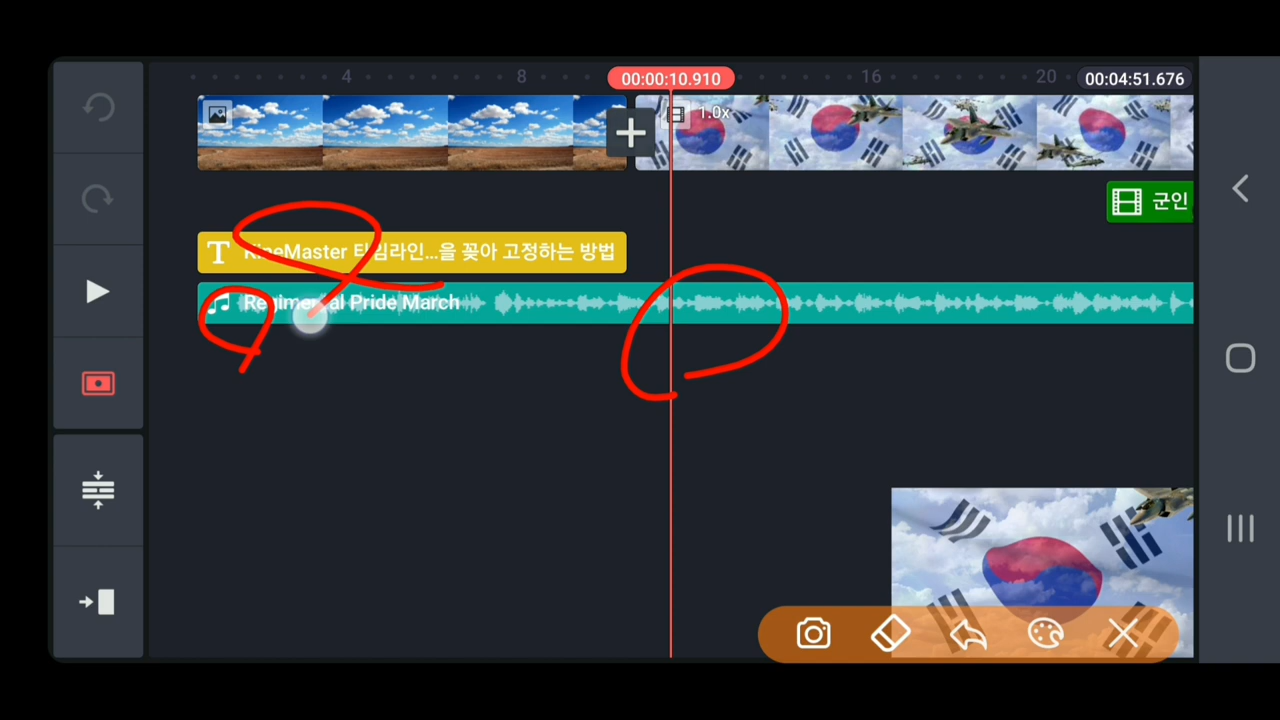 4 8 00:00:10.910 16 20 00:04:51.676
1.0x
군인
T KineMaster 타임라인...을 꽂아 고정하는 방법
Regimental Pride March